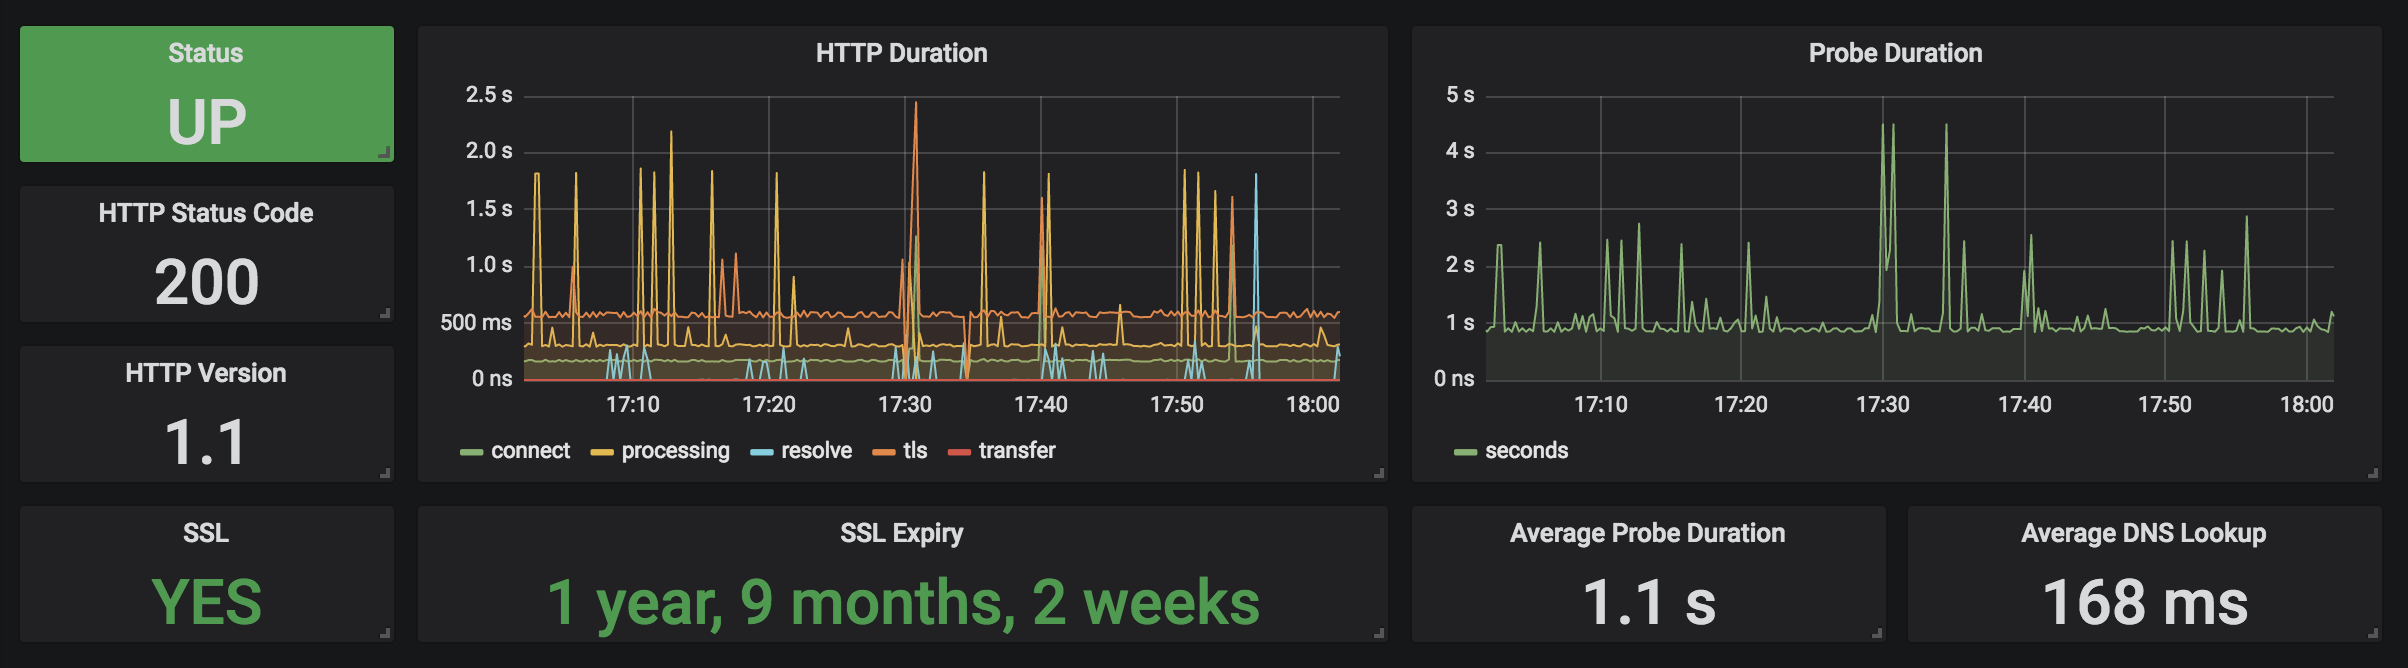 Status
UP
HTTP Status Code
200
HTTP Version
1.1
SSL
YES
HTTP Duration
2.5 s
2.0 s
1.5 s
1.0 s
500 ms
0 ns
17:10 17:20 17:30 17:40 17:50 18:00
connect processing resolve tls transfer
Probe Duration
5 s
4 s
3 s
2 s
1 s
0 ns
17:10 17:20 17:30 17:40 17:50 18:00
seconds
SSL Expiry
1 year, 9 months, 2 weeks
Average Probe Duration
1.1 s
Average DNS Lookup
168 ms